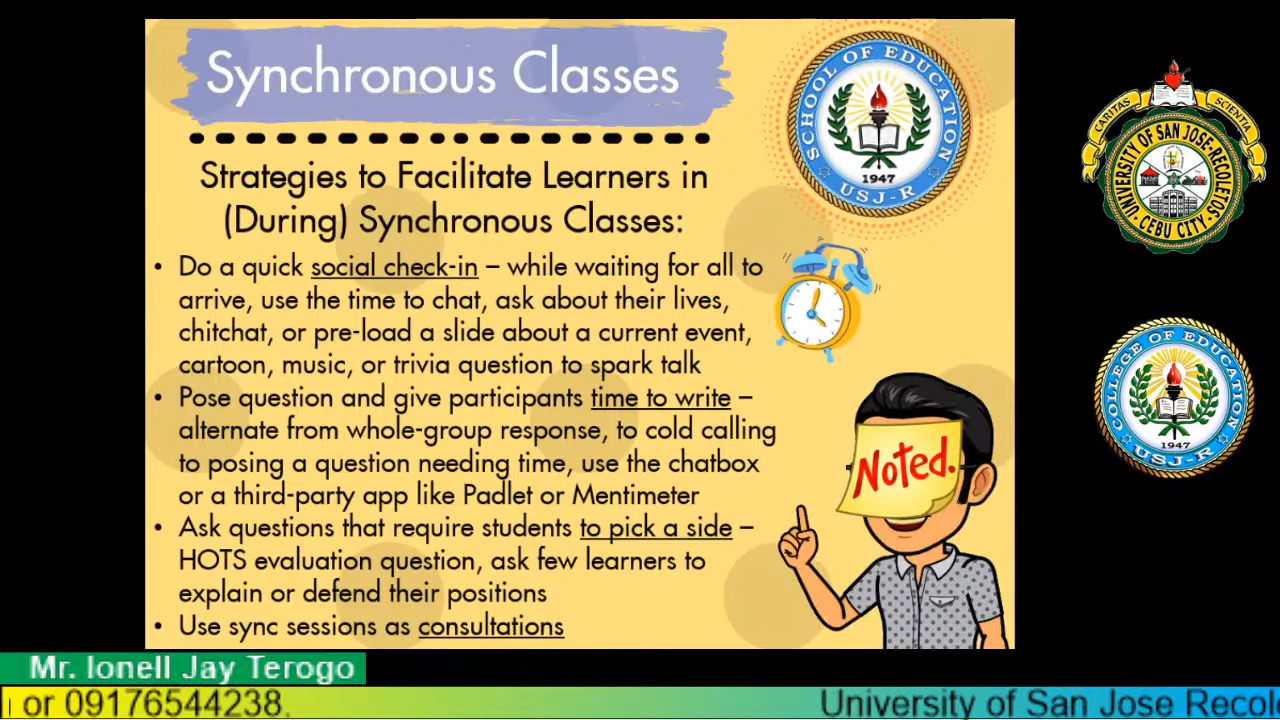 Synchronous Classes
Strategies to Facilitate Learners in
(During) Synchronous Classes:
• Do a quick social check-in – while waiting for all to
arrive, use the time to chat, ask about their lives,
chitchat, or pre-load a slide about a current event,
cartoon, music, or trivia question to spark talk
• Pose question and give participants time to write –
alternate from whole-group response, to cold calling
to posing a question needing time, use the chatbox
or a third-party app like Padlet or Mentimeter
• Ask questions that require students to pick a side –
HOTS evaluation question, ask few learners to
explain or defend their positions
• Use sync sessions as consultations
SCHOOL OF EDUCATION
1947
USJ-R
Noted.
CARITAS
SCIENTIA
UNIVERSITY OF SAN JOSE-RECOLETOS
CEBU CITY
COLLEGE OF EDUCATION
1947
USJ-R
Mr. Ionell Jay Terogo
or 09176544238.
University of San Jose Recol